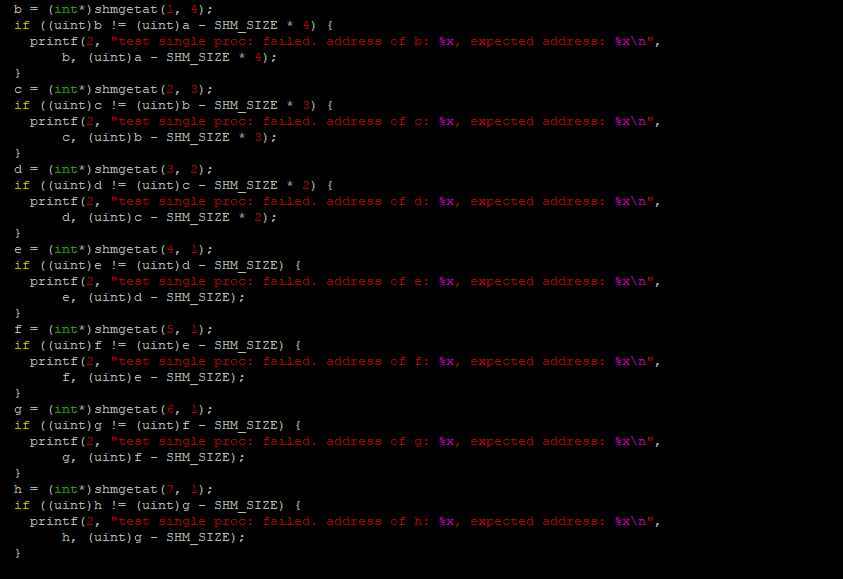 b = (int*)shmgetat(1, 4);
if ((uint)b != (uint)a - SHM_SIZE * 4) {
  printf(2, "test single proc: failed. address of b: %x, expected address: %x\n",
      b, (uint)a - SHM_SIZE * 4);
}
c = (int*)shmgetat(2, 3);
if ((uint)c != (uint)b - SHM_SIZE * 3) {
  printf(2, "test single proc: failed. address of c: %x, expected address: %x\n",
      c, (uint)b - SHM_SIZE * 3);
}
d = (int*)shmgetat(3, 2);
if ((uint)d != (uint)c - SHM_SIZE * 2) {
  printf(2, "test single proc: failed. address of d: %x, expected address: %x\n",
      d, (uint)c - SHM_SIZE * 2);
}
e = (int*)shmgetat(4, 1);
if ((uint)e != (uint)d - SHM_SIZE) {
  printf(2, "test single proc: failed. address of e: %x, expected address: %x\n",
      e, (uint)d - SHM_SIZE);
}
f = (int*)shmgetat(5, 1);
if ((uint)f != (uint)e - SHM_SIZE) {
  printf(2, "test single proc: failed. address of f: %x, expected address: %x\n",
      f, (uint)e - SHM_SIZE);
}
g = (int*)shmgetat(6, 1);
if ((uint)g != (uint)f - SHM_SIZE) {
  printf(2, "test single proc: failed. address of g: %x, expected address: %x\n",
      g, (uint)f - SHM_SIZE);
}
h = (int*)shmgetat(7, 1);
if ((uint)h != (uint)g - SHM_SIZE) {
  printf(2, "test single proc: failed. address of h: %x, expected address: %x\n",
      h, (uint)g - SHM_SIZE);
}